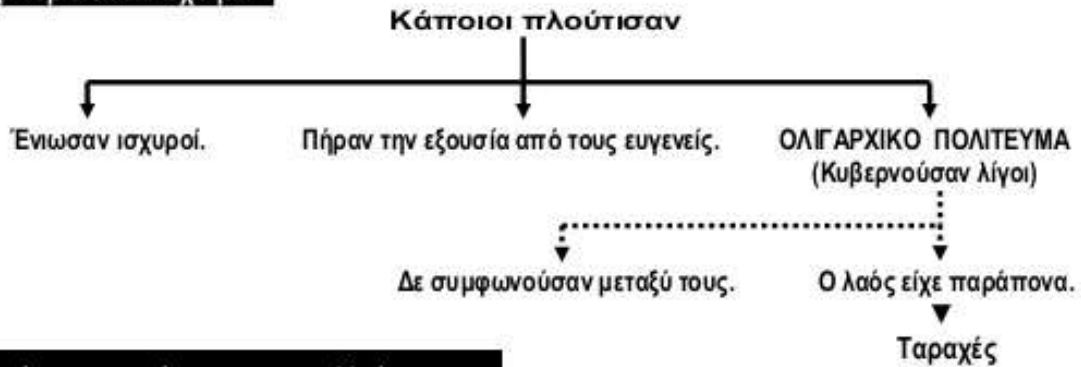 Κάποιοι πλούτισαν
Ένιωσαν ισχυροί.
Πήραν την εξουσία από τους ευγενείς.
ΟΛΙΓΑΡΧΙΚΟ ΠΟΛΙΤΕΥΜΑ
(Κυβερνούσαν λίγοι)
Δε συμφωνούσαν μεταξύ τους.
Ο λαός είχε παράπονα.
Ταραχές